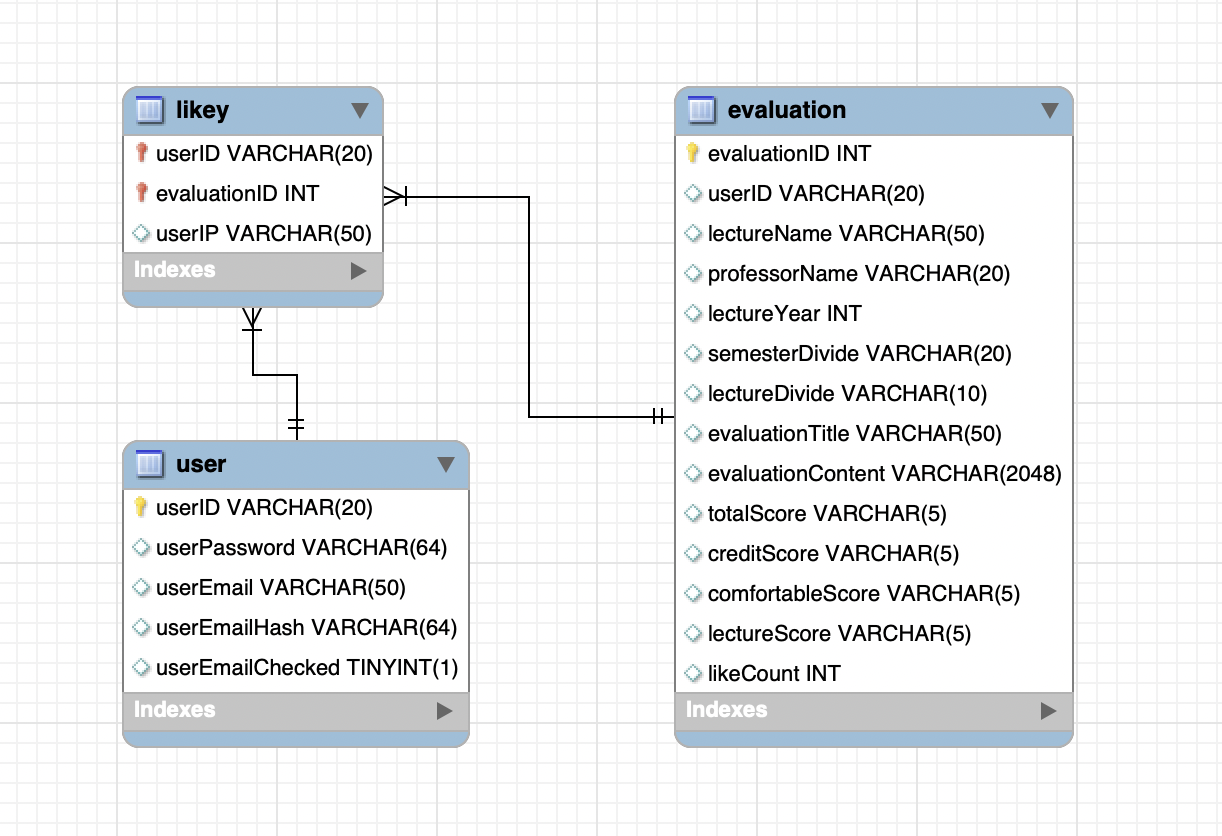 likey
userID VARCHAR(20)
evaluationID INT
userIP VARCHAR(50)
Indexes
user
userID VARCHAR(20)
userPassword VARCHAR(64)
userEmail VARCHAR(50)
userEmailHash VARCHAR(64)
userEmailChecked TINYINT(1)
Indexes
evaluation
evaluationID INT
userID VARCHAR(20)
lectureName VARCHAR(50)
professorName VARCHAR(20)
lectureYear INT
semesterDivide VARCHAR(20)
lectureDivide VARCHAR(10)
evaluationTitle VARCHAR(50)
evaluationContent VARCHAR(2048)
totalScore VARCHAR(5)
creditScore VARCHAR(5)
comfortableScore VARCHAR(5)
lectureScore VARCHAR(5)
likeCount INT
Indexes